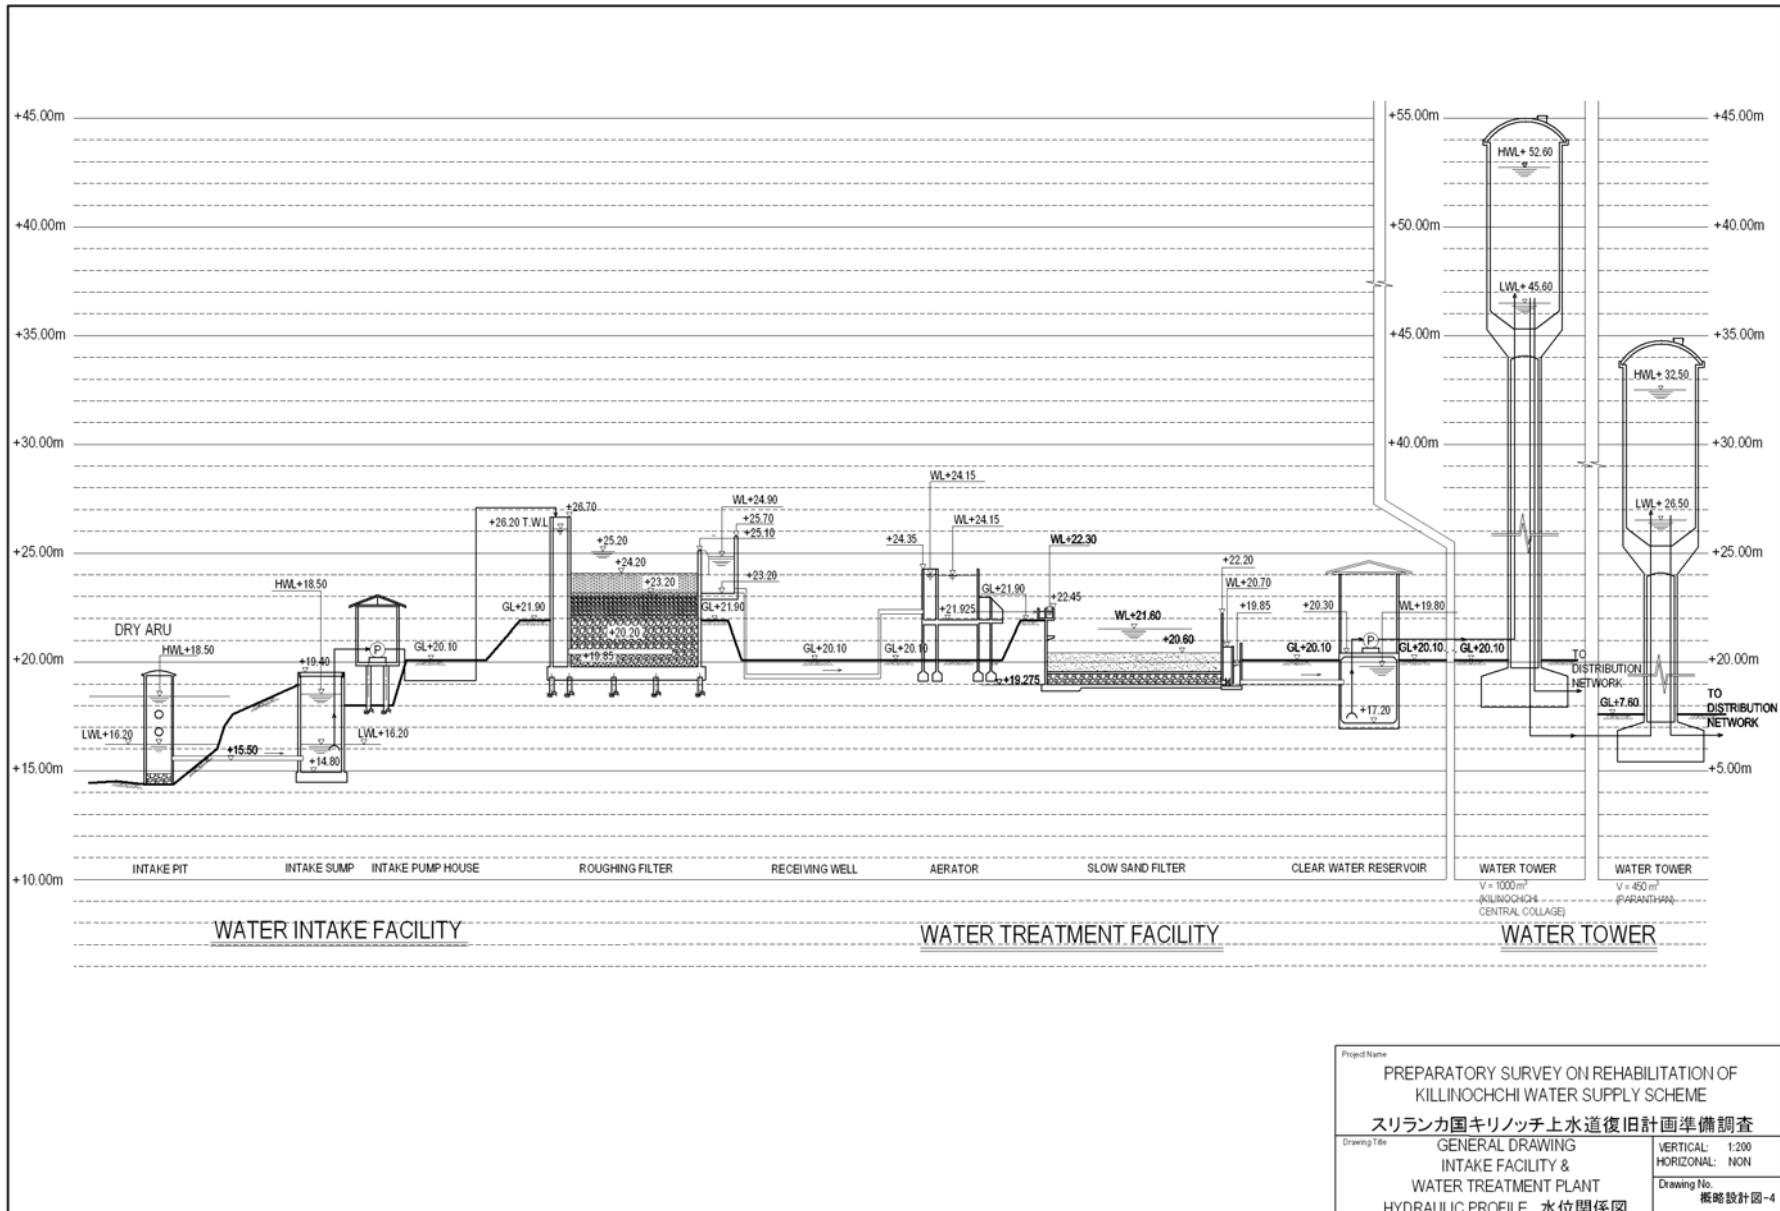 +45.00m
+40.00m
+35.00m
+30.00m
+25.00m
+20.00m
+15.00m
+10.00m
DRY ARU
HWL+18.50
LWL+16.20
+15.50
HWL+18.50
+19.40
LWL+16.20
+14.80
P
GL+20.10
GL+21.90
+26.20 T.W.L
+26.70
+25.20
+24.20
+23.20
+20.20
+19.85
WL+24.90
+25.70
+25.10
+23.20
GL+21.90
GL+20.10
GL+20.10
WL+24.15
WL+24.15
+24.35
GL+21.90
+21.925
WL+22.30
+22.45
WL+21.60
+20.60
+19.275
+22.20
WL+20.70
+19.85
+20.30
WL+19.80
GL+20.10
P
GL+20.10
+17.20
GL+20.10
+55.00m
+50.00m
+45.00m
+40.00m
HWL+ 52.60
LWL+ 45.60
TO
DISTRIBUTION
NETWORK
+45.00m
+40.00m
+35.00m
+30.00m
+25.00m
+20.00m
+5.00m
HWL+ 32.50
LWL+ 26.50
GL+7.60
TO
DISTRIBUTION
NETWORK
INTAKE PIT
INTAKE SUMP
INTAKE PUMP HOUSE
ROUGHING FILTER
RECEIVING WELL
AERATOR
SLOW SAND FILTER
CLEAR WATER RESERVOIR
WATER TOWER
V = 1000 m³
(KILINOCHCHI
CENTRAL COLLAGE)
WATER TOWER
V = 450 m³
(PARANTHAN)
WATER INTAKE FACILITY
WATER TREATMENT FACILITY
WATER TOWER
Project Name
PREPARATORY SURVEY ON REHABILITATION OF
KILLINOCHCHI WATER SUPPLY SCHEME
スリランカ国キリノッチ上水道復旧計画準備調査
Drawing Title
GENERAL DRAWING
INTAKE FACILITY &
WATER TREATMENT PLANT
HYDRAULIC PROFILE 水位関係図
VERTICAL: 1:200
HORIZONAL: NON
Drawing No.
概略設計図-4